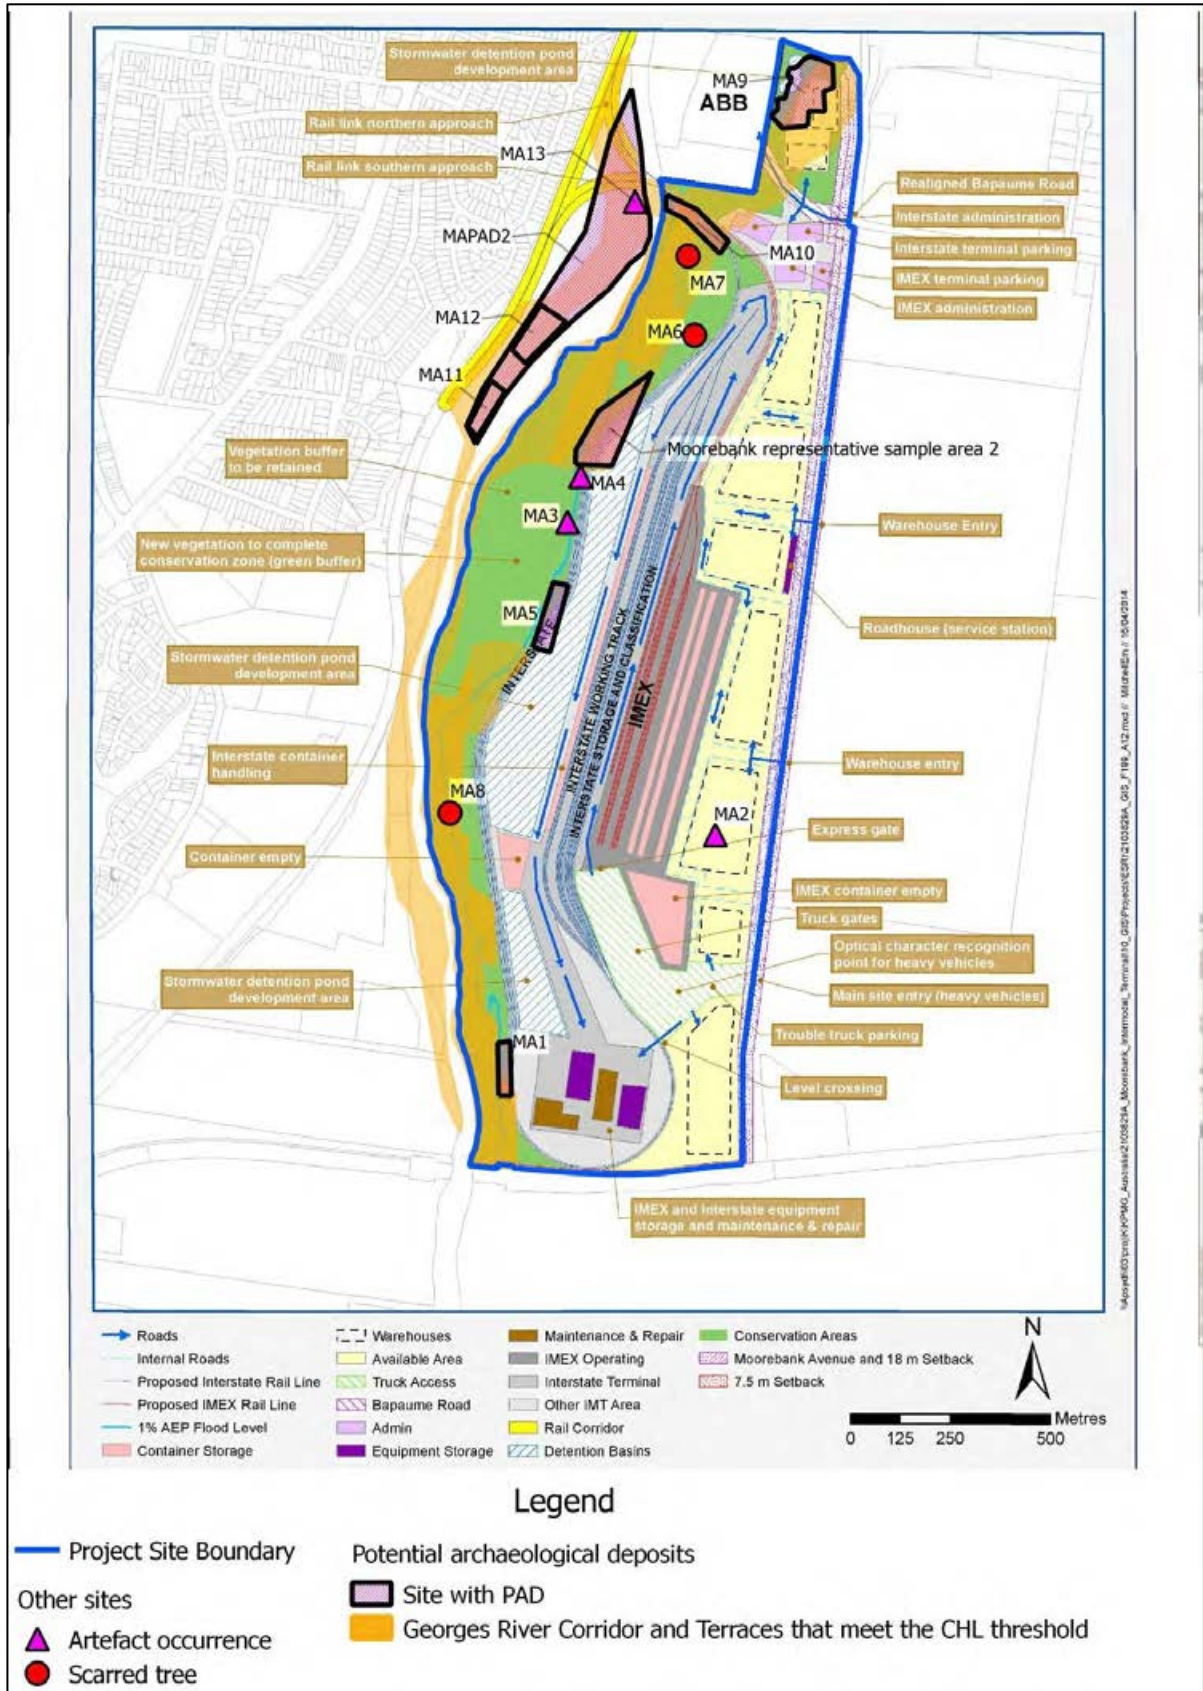 Stormwater detention pond
development area
MA9
ABB
Rail link northern approach
MA13
Rail link southern approach
Realigned Bapaume Road
Interstate administration
MAPAD2
Interstate terminal parking
MA10
IMEX terminal parking
MA7
IMEX administration
MA12
MA6
MA11
Moorebank representative sample area 2
Vegetation buffer
to be retained
MA4
MA3
Warehouse Entry
New vegetation to complete
conservation zone (green buffer)
MA5
Roadhouse (service station)
Stormwater detention pond
development area
INTERSTATE WORKING TRACK
INTERSTATE STORAGE AND CLASSIFICATION
IMEX
Interstate container
handling
Warehouse entry
MA8
MA2
Express gate
Container empty
IMEX container empty
Truck gates
Optical character recognition
point for heavy vehicles
Stormwater detention pond
development area
Main site entry (heavy vehicles)
Trouble truck parking
MA1
Level crossing
IMEX and Interstate equipment
storage and maintenance & repair
Roads
Internal Roads
Proposed Interstate Rail Line
Proposed IMEX Rail Line
1% AEP Flood Level
Container Storage
Warehouses
Available Area
Truck Access
Bapaume Road
Admin
Equipment Storage
Maintenance & Repair
IMEX Operating
Interstate Terminal
Other IMT Area
Rail Corridor
Detention Basins
Conservation Areas
Moorebank Avenue and 18 m Setback
7.5 m Setback
N
Metres
0 125 250 500
Legend
Project Site Boundary
Other sites
Artefact occurrence
Scarred tree
Potential archaeological deposits
Site with PAD
Georges River Corridor and Terraces that meet the CHL threshold